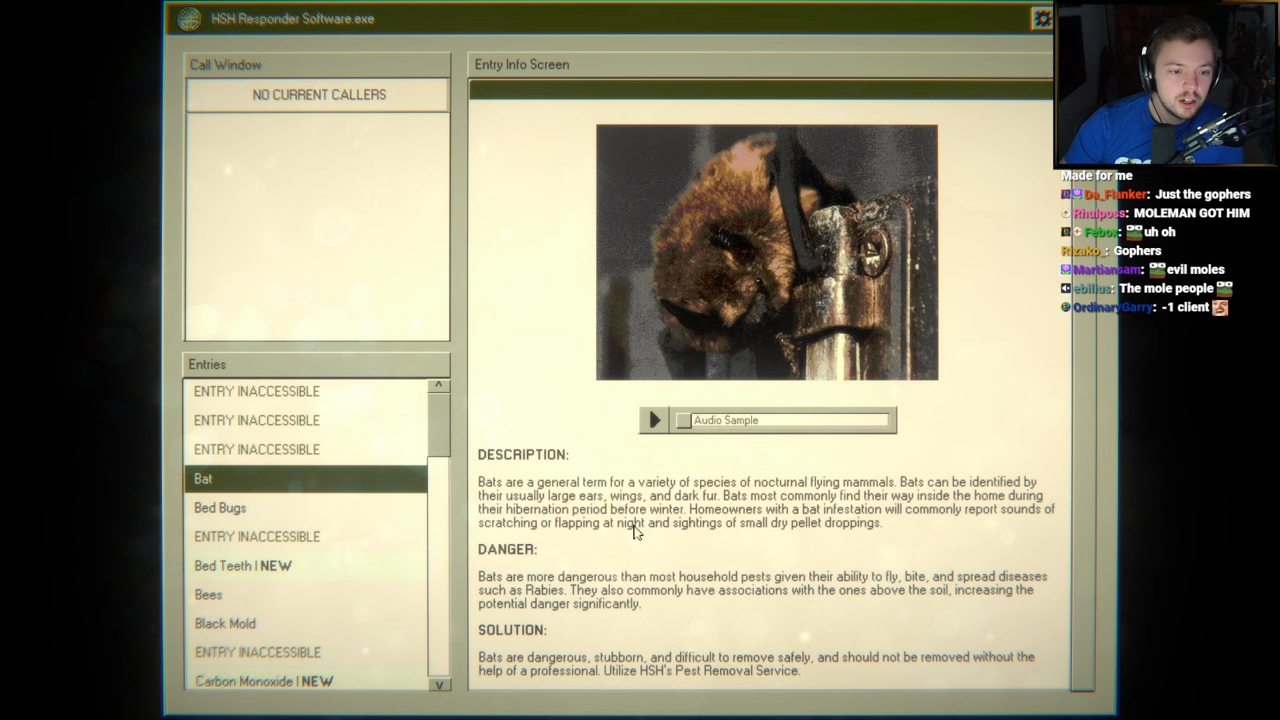 HSH Responder Software.exe
Call Window
NO CURRENT CALLERS
Entries
ENTRY INACCESSIBLE
ENTRY INACCESSIBLE
ENTRY INACCESSIBLE
Bat
Bed Bugs
ENTRY INACCESSIBLE
Bed Teeth | NEW
Bees
Black Mold
ENTRY INACCESSIBLE
Carbon Monoxide | NEW
Entry Info Screen
Audio Sample
DESCRIPTION:
Bats are a general term for a variety of species of nocturnal flying mammals. Bats can be identified by
their usually large ears, wings, and dark fur. Bats most commonly find their way inside the home during
their hibernation period before winter. Homeowners with a bat infestation will commonly report sounds of
scratching or flapping at night and sightings of small dry pellet droppings.
DANGER:
Bats are more dangerous than most household pests given their ability to fly, bite, and spread diseases
such as Rabies. They also commonly have associations with the ones above the soil, increasing the
potential danger significantly.
SOLUTION:
Bats are dangerous, stubborn, and difficult to remove safely, and should not be removed without the
help of a professional. Utilize HSH's Pest Removal Service.
Made for me
Da_Flanker: Just the gophers
Rhulposs: MOLEMAN GOT HIM
Febox: uh oh
Rizako_: Gophers
Martiansam: evil moles
ebilius: The mole people
OrdinaryGarry: -1 client